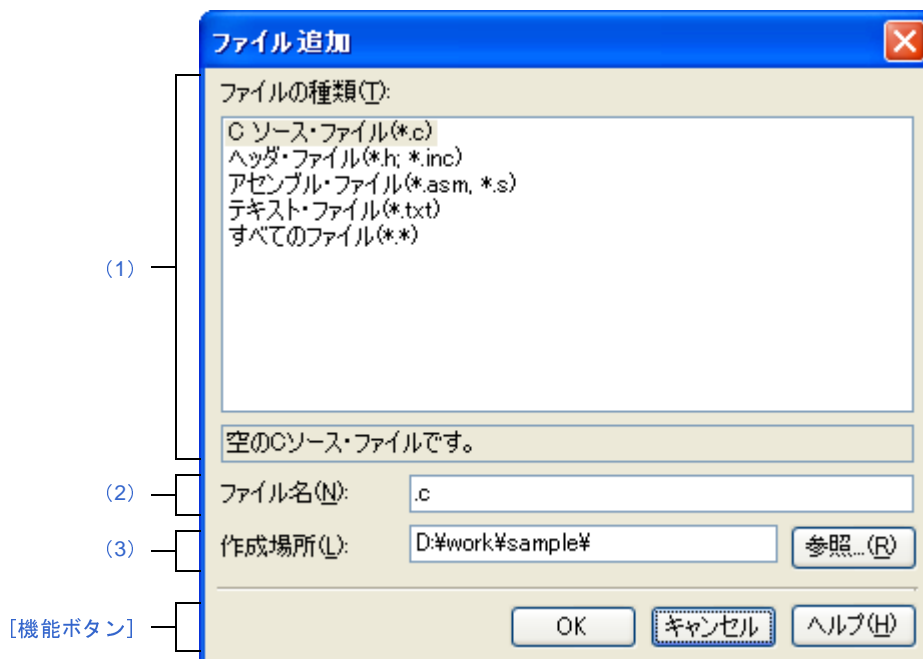 ファイル追加
ファイルの種類(T):
C ソース・ファイル(*.c)
ヘッダ・ファイル(*.h; *.inc)
アセンブル・ファイル(*.asm, *.s)
テキスト・ファイル(*.txt)
すべてのファイル(*.*)
(1)
空のCソース・ファイルです。
(2)
ファイル名(N):
.c
(3)
作成場所(L):
D:¥work¥sample¥
参照...(R)
[機能ボタン]
OK
キャンセル
ヘルプ(H)